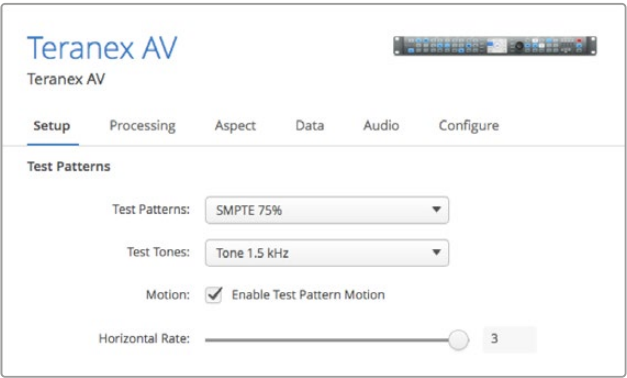 Teranex AV
Teranex AV
Setup Processing Aspect Data Audio Configure
Test Patterns
Test Patterns: SMPTE 75%
Test Tones: Tone 1.5 kHz
Motion: Enable Test Pattern Motion
Horizontal Rate: 3